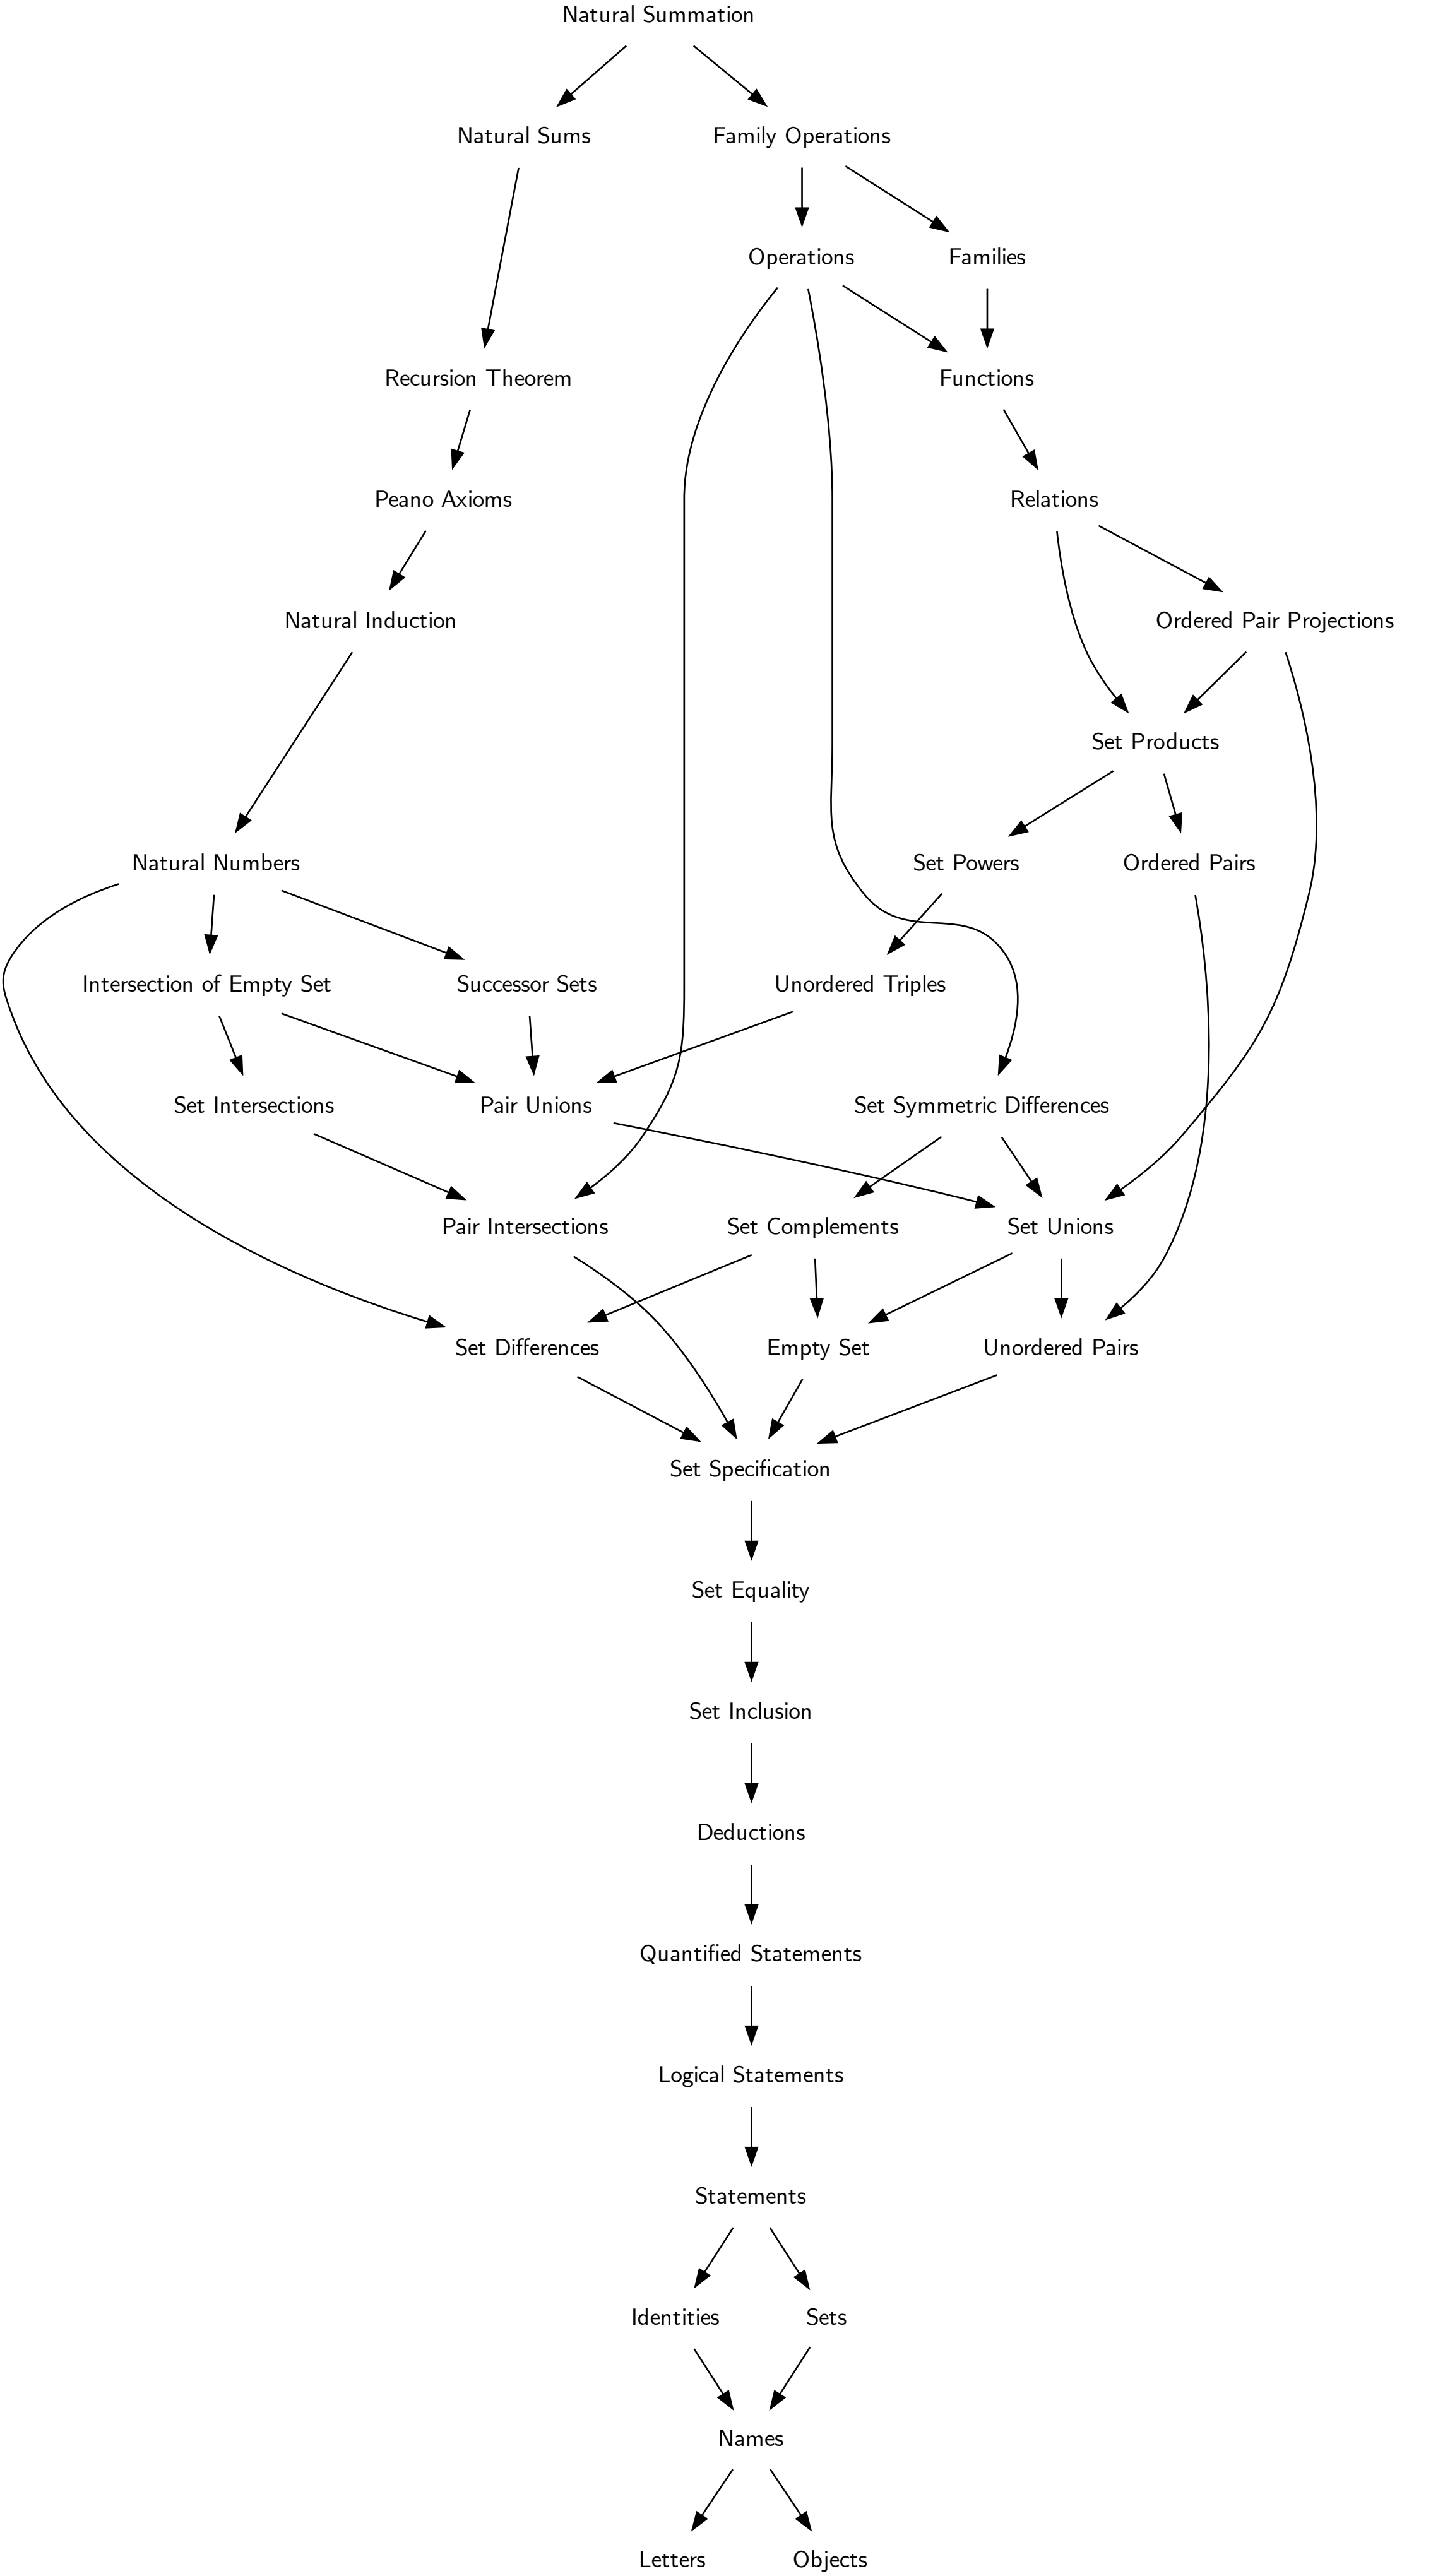 Natural Summation
Natural Sums
Family Operations
Operations
Families
Recursion Theorem
Functions
Peano Axioms
Relations
Natural Induction
Ordered Pair Projections
Set Products
Natural Numbers
Set Powers
Ordered Pairs
Intersection of Empty Set
Successor Sets
Unordered Triples
Set Intersections
Pair Unions
Set Symmetric Differences
Pair Intersections
Set Complements
Set Unions
Set Differences
Empty Set
Unordered Pairs
Set Specification
Set Equality
Set Inclusion
Deductions
Quantified Statements
Logical Statements
Statements
Identities
Sets
Names
Letters
Objects